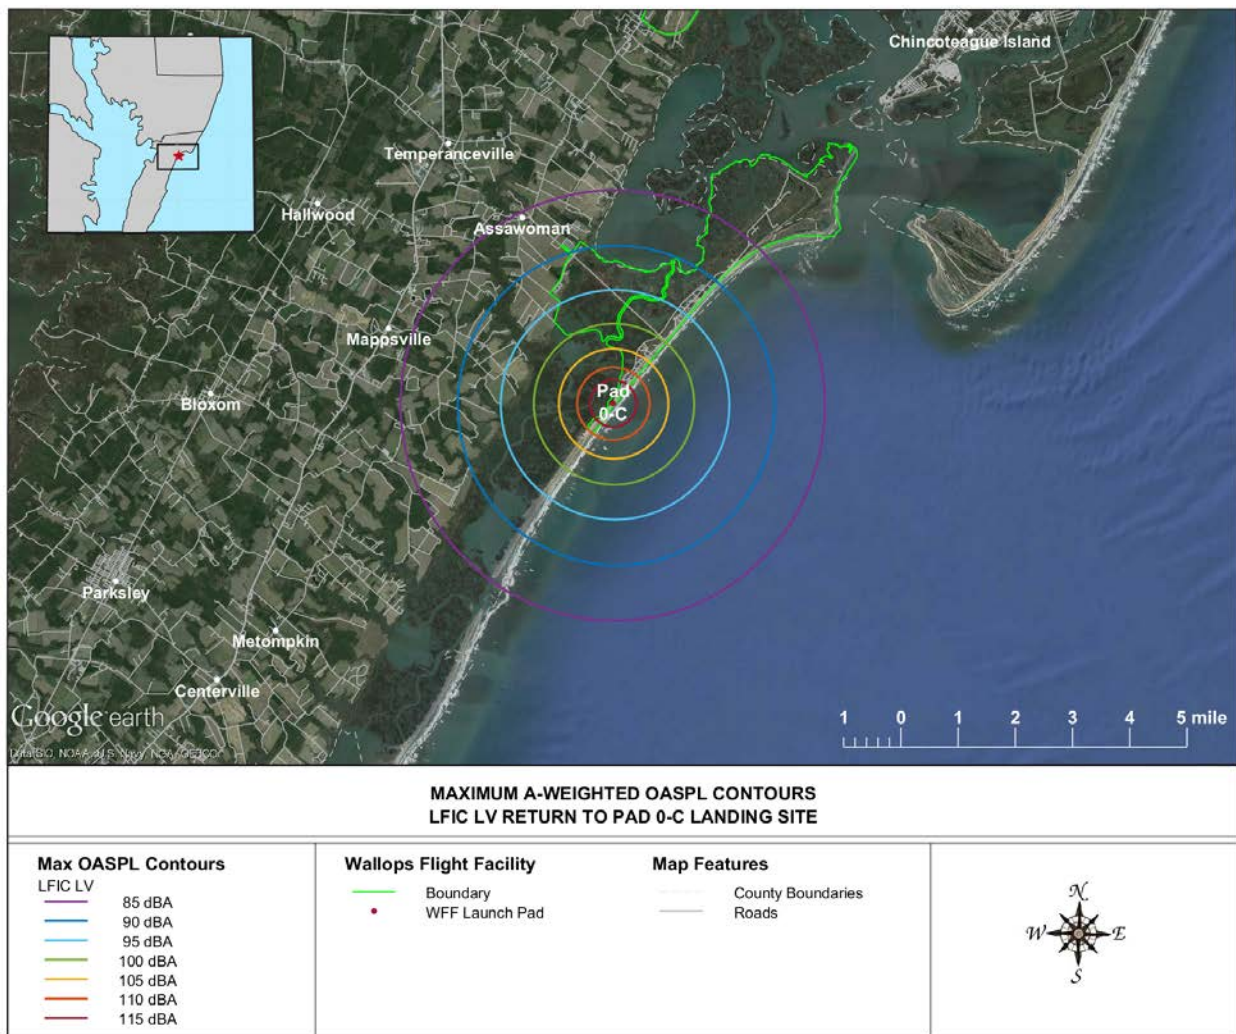 Chincoteague Island
Temperanceville
Hallwood
Assawoman
Mappsville
Bloxom
Pad
0-C
Parksley
Metompkin
Centerville
Google earth
1 0 1 2 3 4 5 mile
MAXIMUM A-WEIGHTED OASPL CONTOURS
LFIC LV RETURN TO PAD 0-C LANDING SITE
Max OASPL Contours
LFIC LV
85 dBA
90 dBA
95 dBA
100 dBA
105 dBA
110 dBA
115 dBA
Wallops Flight Facility
Boundary
WFF Launch Pad
Map Features
County Boundaries
Roads
N
W E
S